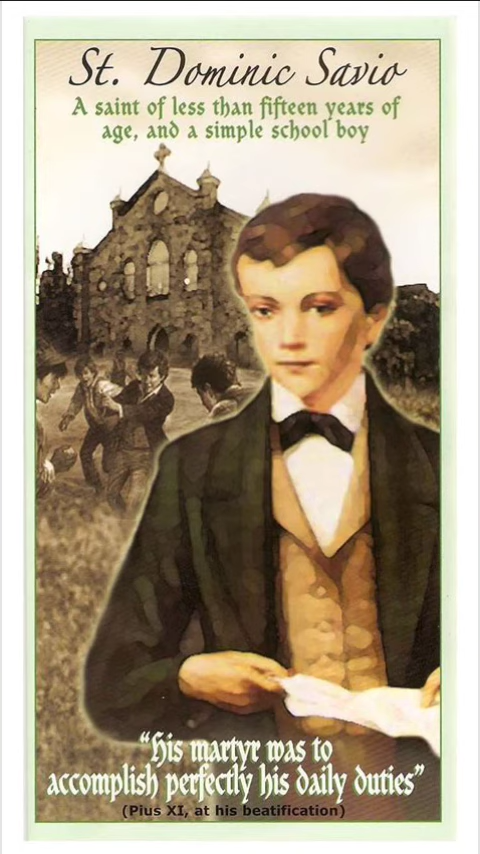 St. Dominic Savio
A saint of less than fifteen years of
age, and a simple school boy
“His martyr was to
accomplish perfectly his daily duties”
(Pius XI, at his beatification)